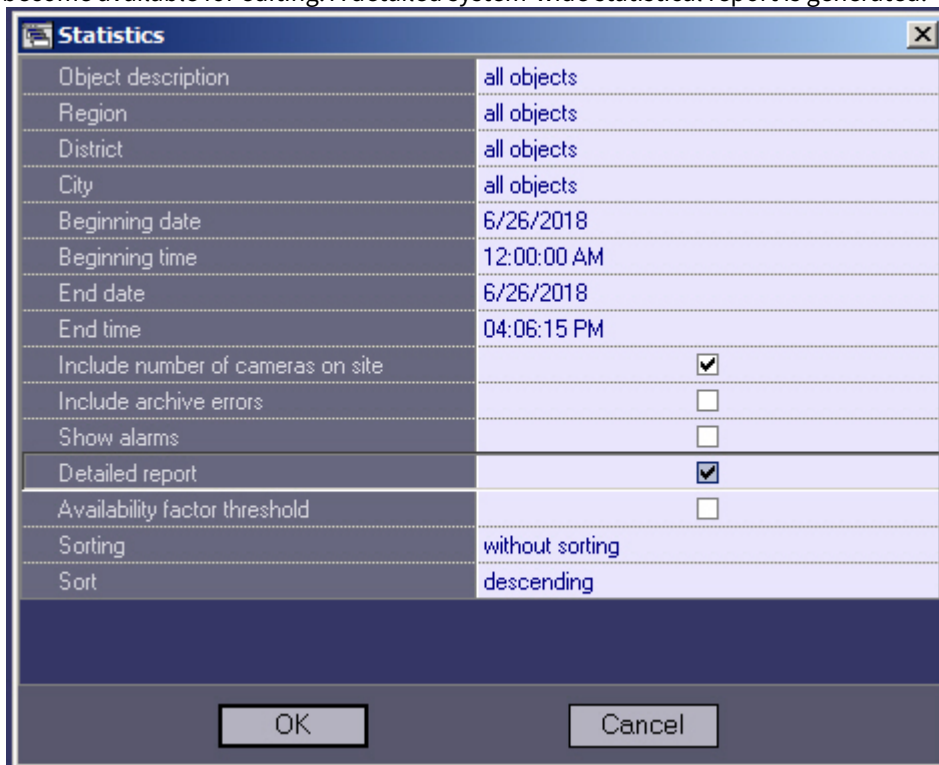 become available for editing. A detailed system-wide statistical report is generated.
Statistics
Object description all objects
Region all objects
District all objects
City all objects
Beginning date 6/26/2018
Beginning time 12:00:00 AM
End date 6/26/2018
End time 04:06:15 PM
Include number of cameras on site
Include archive errors
Show alarms
Detailed report
Availability factor threshold
Sorting without sorting
Sort descending
OK Cancel